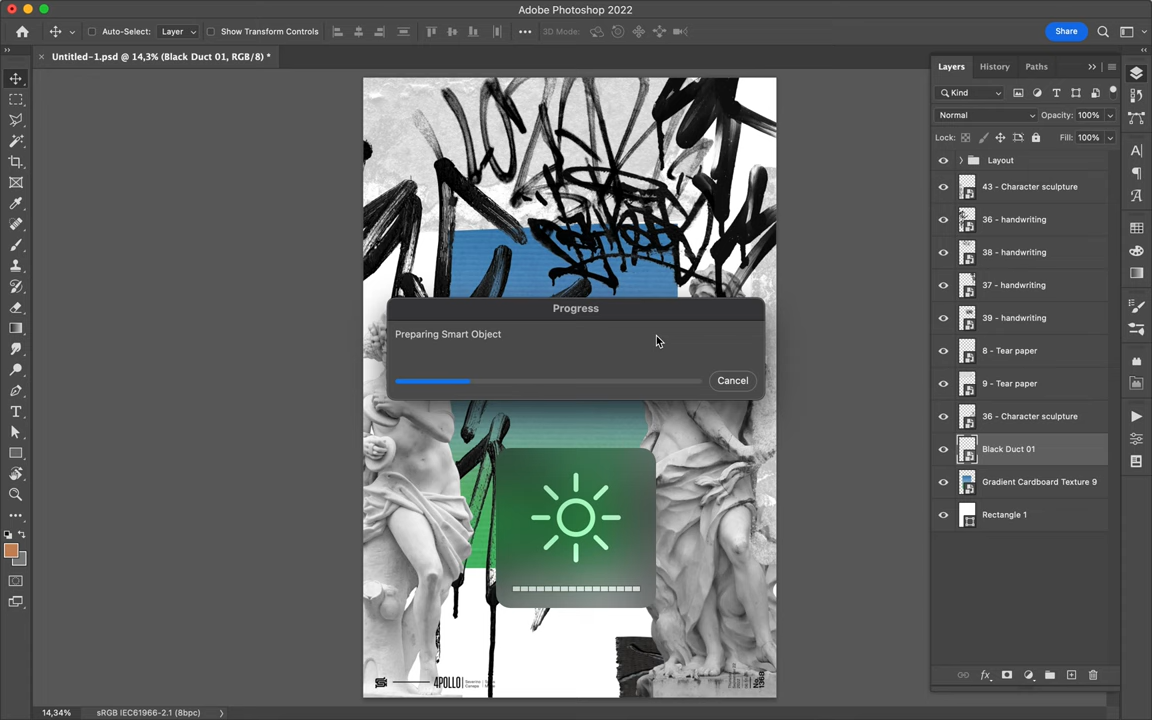 Adobe Photoshop 2022
Auto-Select:
Layer
Show Transform Controls
3D Mode:
Share
Untitled-1.psd @ 14,3% (Black Duct 01, RGB/8) *
Layers
History
Paths
Kind
Normal
Opacity: 100%
Lock:
Fill: 100%
Layout
43 - Character sculpture
36 - handwriting
38 - handwriting
37 - handwriting
39 - handwriting
8 - Tear paper
9 - Tear paper
36 - Character sculpture
Black Duct 01
Gradient Cardboard Texture 9
Rectangle 1
Progress
Preparing Smart Object
Cancel
4POLLO
14,34%
sRGB IEC61966-2.1 (8bpc)